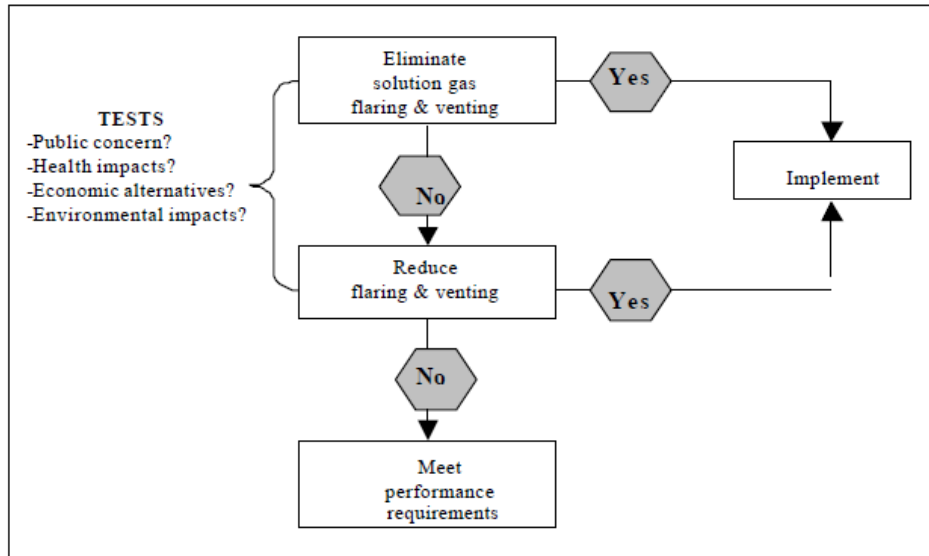 Eliminate
solution gas
flaring & venting
Yes
TESTS
-Public concern?
-Health impacts?
-Economic alternatives?
-Environmental impacts?
Implement
No
Reduce
flaring & venting
Yes
No
Meet
performance
requirements